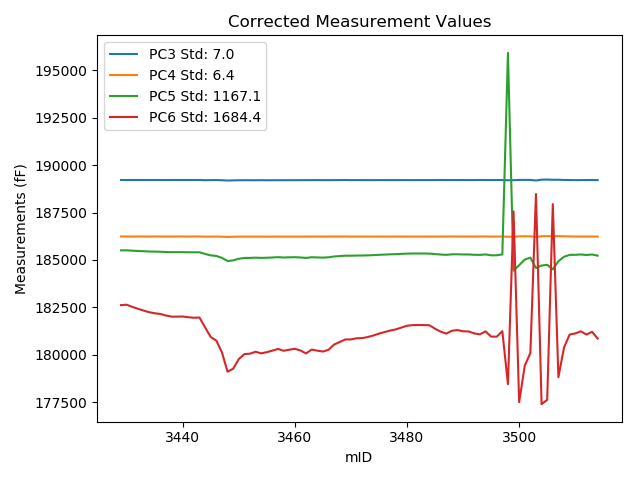 Corrected Measurement Values
PC3 Std: 7.0
PC4 Std: 6.4
PC5 Std: 1167.1
PC6 Std: 1684.4
Measurements (fF)
195000
192500
190000
187500
185000
182500
180000
177500
3440 3460 3480 3500
mID